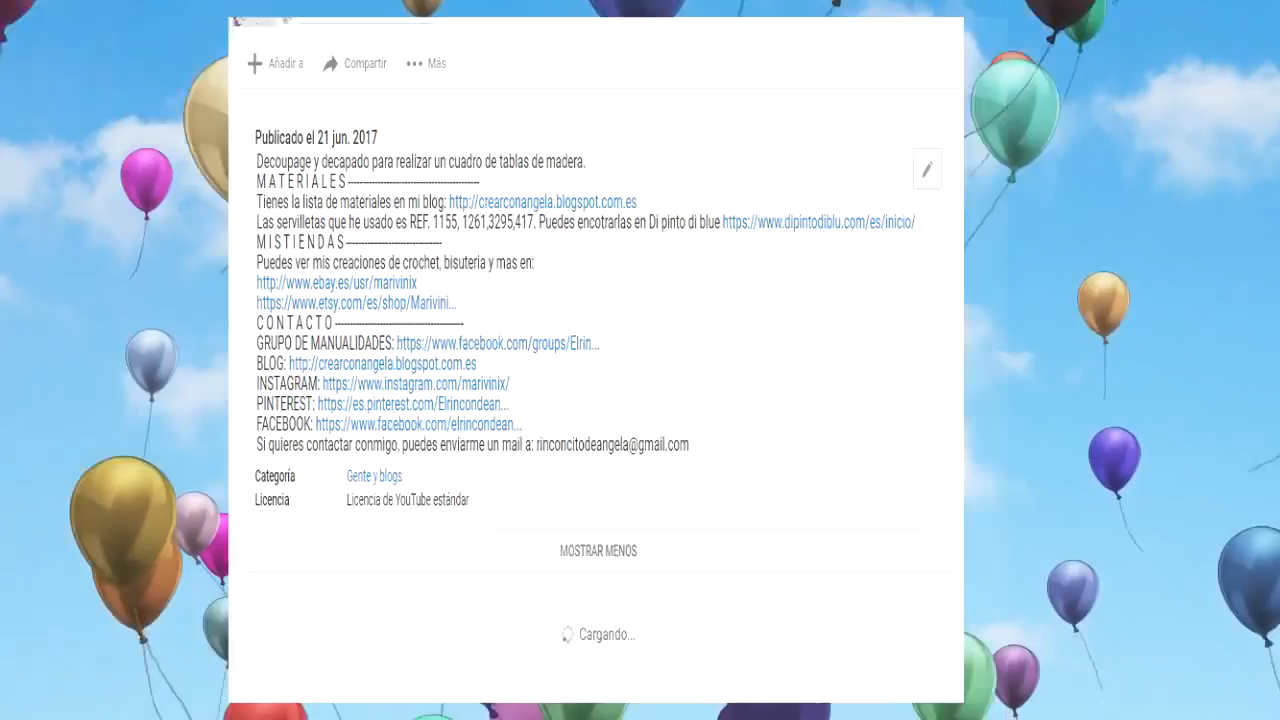 Añadir a Compartir Más
Publicado el 21 jun. 2017
Decoupage y decapado para realizar un cuadro de tablas de madera.
M A T E R I A L E S--------------------------------------------
Tienes la lista de materiales en mi blog: http://crearconangela.blogspot.com.es
Las servilletas que he usado es REF. 1155, 1261,3295,417. Puedes encotrarlas en Di pinto di blue https://www.dipintodiblu.com/es/inicio/
M I S T I E N D A S--------------------------------
Puedes ver mis creaciones de crochet, bisuteria y mas en:
http://www.ebay.es/usr/marivinix
https://www.etsy.com/es/shop/Marivini...
C O N T A C T O-------------------------------------------
GRUPO DE MANUALIDADES: https://www.facebook.com/groups/Elrin...
BLOG: http://crearconangela.blogspot.com.es
INSTAGRAM: https://www.instagram.com/marivinix/
PINTEREST: https://es.pinterest.com/Elrincondean...
FACEBOOK: https://www.facebook.com/elrincondean...
Si quieres contactar conmigo, puedes enviarme un mail a: rinconcitodeangela@gmail.com
Categoría Gente y blogs
Licencia Licencia de YouTube estándar
MOSTRAR MENOS
Cargando...